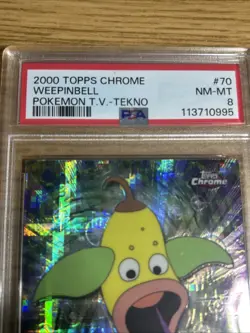 2000 TOPPS CHROME #70
WEEPINBELL NM-MT
POKEMON T.V.-TEKNO 8
PSA 113710995
Topps
Chrome